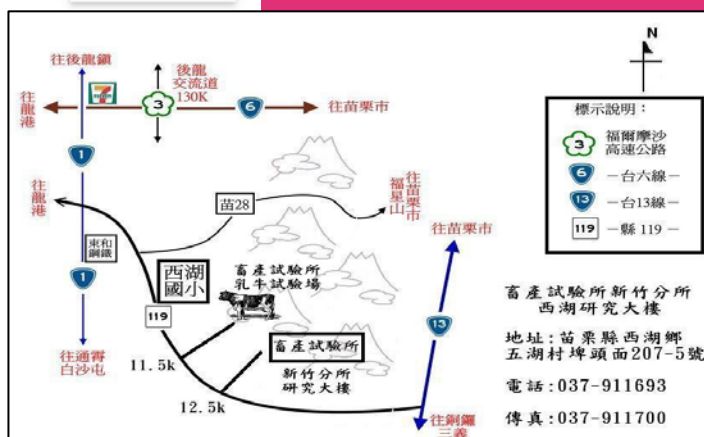 往後龍鎮
後龍
交流道
130K
7
ELEVEN
3
6
往龍港
往苗栗市
1
往龍港
苗28
往苗栗市
福星山
東和
鋼鐵
1
西湖
國小
119
畜產試驗所
乳牛試驗場
往苗栗市
13
畜產試驗所
新竹分所
研究大樓
11.5k
12.5k
往通霄
白沙屯
往銅鑼
三義
N
標示說明：
3 福爾摩沙
高速公路
6 －台六線－
13 －台13線－
119 －縣 119－
畜產試驗所新竹分所
西湖研究大樓
地址:苗栗縣西湖鄉
五湖村埤頭面207-5號
電話:037-911693
傳真:037-911700